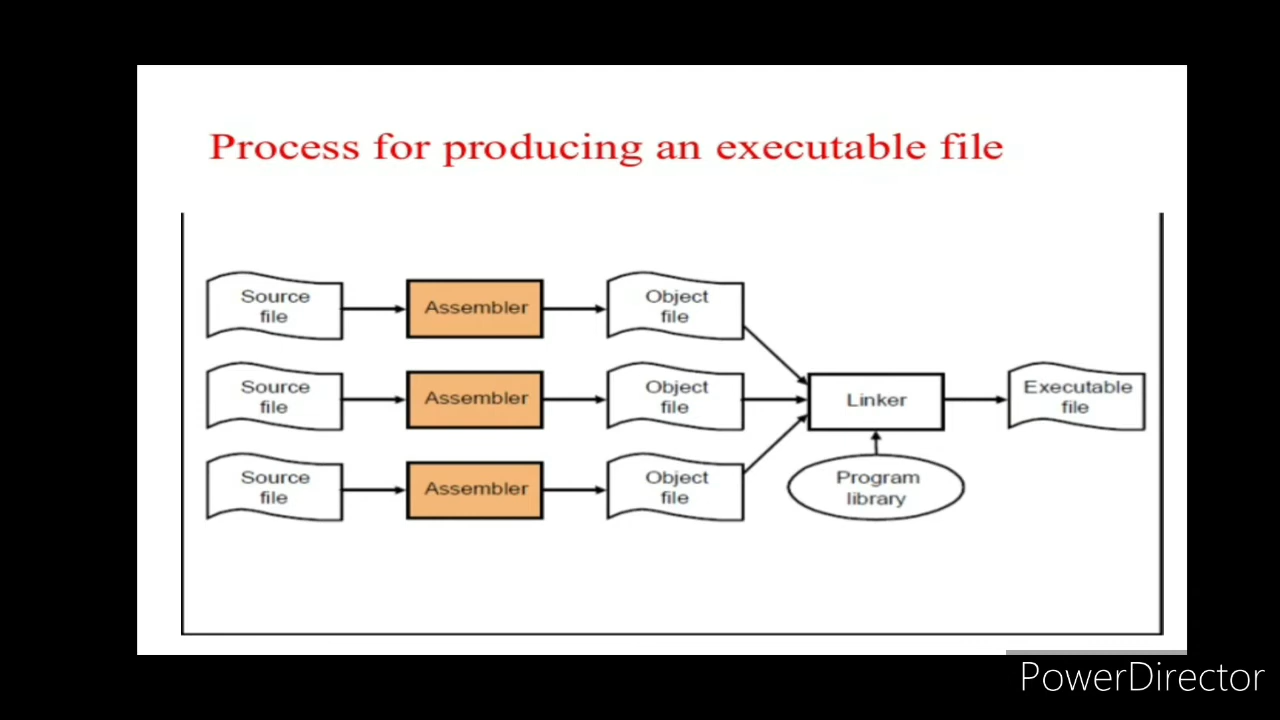 Process for producing an executable file
Source
file
Assembler
Object
file
Source
file
Assembler
Object
file
Linker
Executable
file
Source
file
Assembler
Object
file
Program
library
PowerDirector